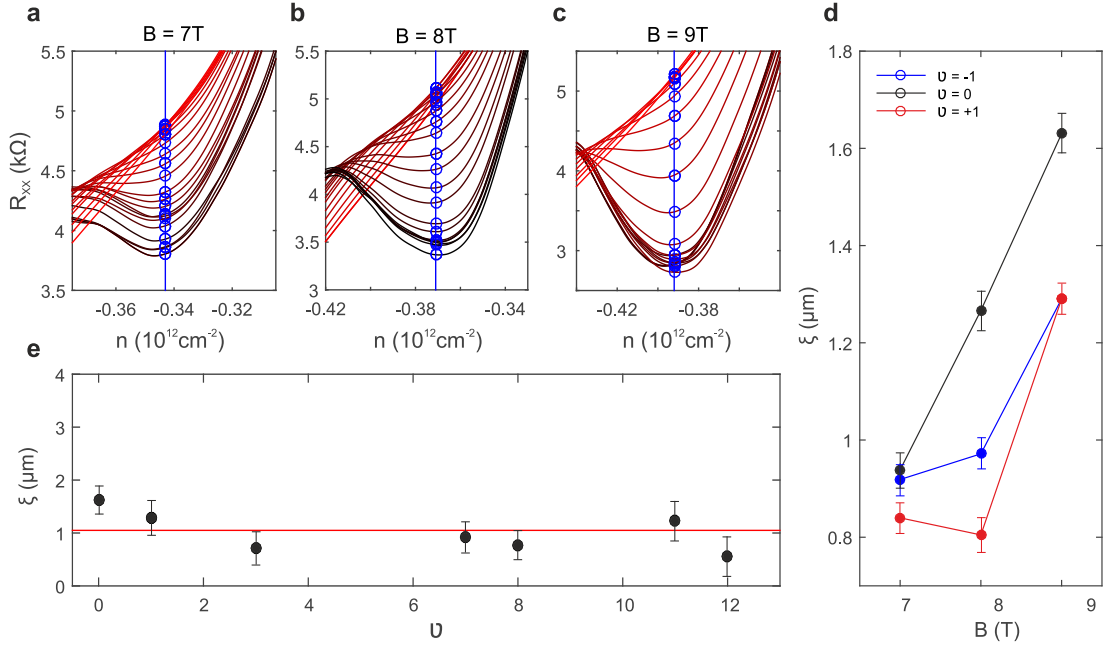 a
B = 7T
5.5
5
4.5
4
3.5
R_xx (kΩ)
-0.36
-0.34
-0.32
n (10^12cm^-2)
b
B = 8T
5.5
5
4.5
4
3.5
3
-0.42
-0.37
-0.34
n (10^12cm^-2)
c
B = 9T
5
4
3
-0.42
-0.38
n (10^12cm^-2)
d
1.8
1.6
1.4
1.2
1
0.8
ξ (μm)
υ = -1
υ = 0
υ = +1
7
8
9
B (T)
e
4
3
2
1
0
ξ (μm)
0
2
4
6
8
10
12
υ